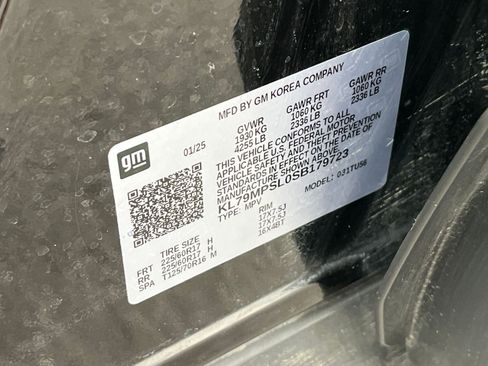 MFD BY GM KOREA COMPANY
gm
01/25
GVWR GAWR FRT GAWR RR
1930 KG 1060 KG 1060 KG
4255 LB 2336 LB 2336 LB
THIS VEHICLE CONFORMS TO ALL
APPLICABLE U.S. FEDERAL MOTOR
VEHICLE SAFETY AND THEFT PREVENTION
STANDARDS IN EFFECT ON THE DATE OF
MANUFACTURE SHOWN ABOVE.
KL79MPSL0SB179723
TYPE: MPV MODEL: 031TU56
TIRE SIZE RIM
FRT 225/60R17 H 17X7.5J
RR 225/60R17 H 17X7.5J
SPA T125/70R16 M 16X4BT